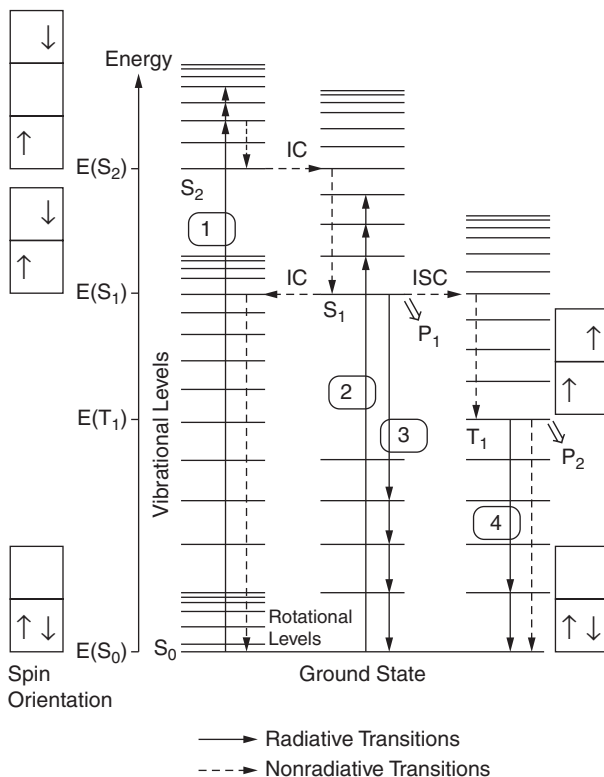 Energy
IC
E(S₂)
S₂
1
IC
ISC
E(S₁)
S₁
P₁
Vibrational Levels
2
3
E(T₁)
T₁
P₂
4
Rotational
Levels
E(S₀)
S₀
Spin
Orientation
Ground State
Radiative Transitions
Nonradiative Transitions